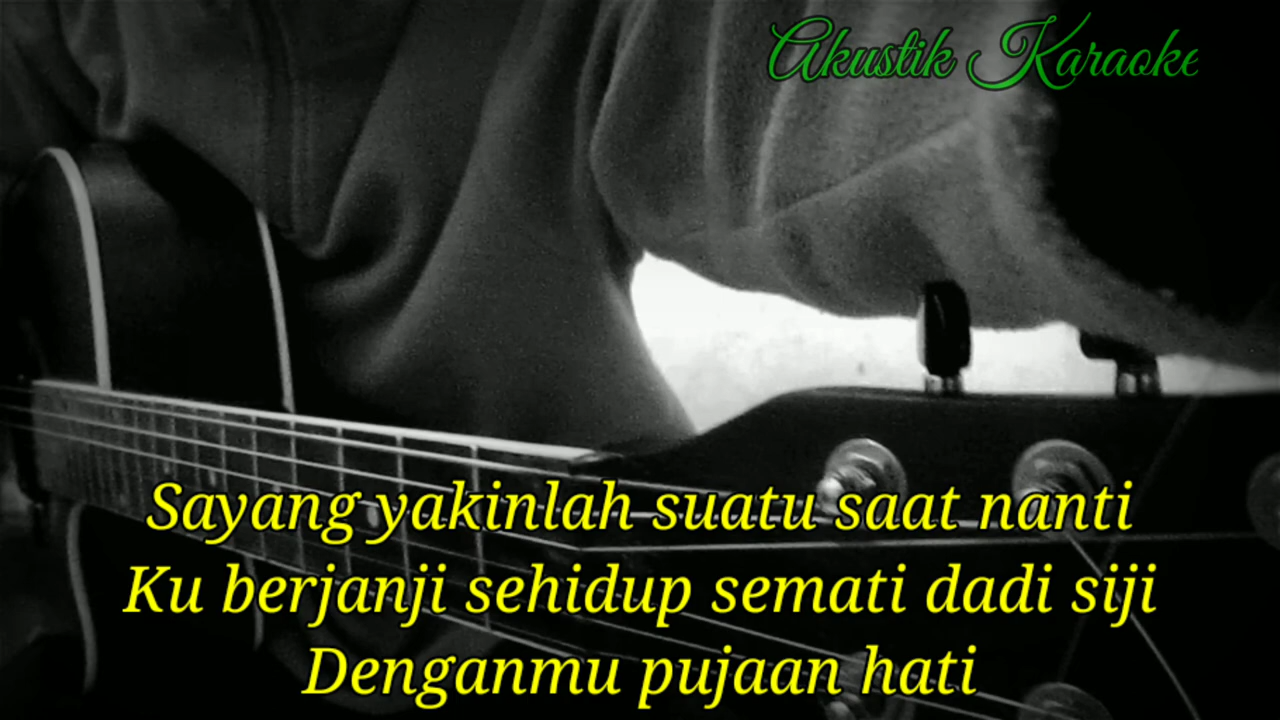 Akustik Karaoke
Sayang yakinlah suatu saat nanti
Ku berjanji sehidup semati dadi siji
Denganmu pujaan hati